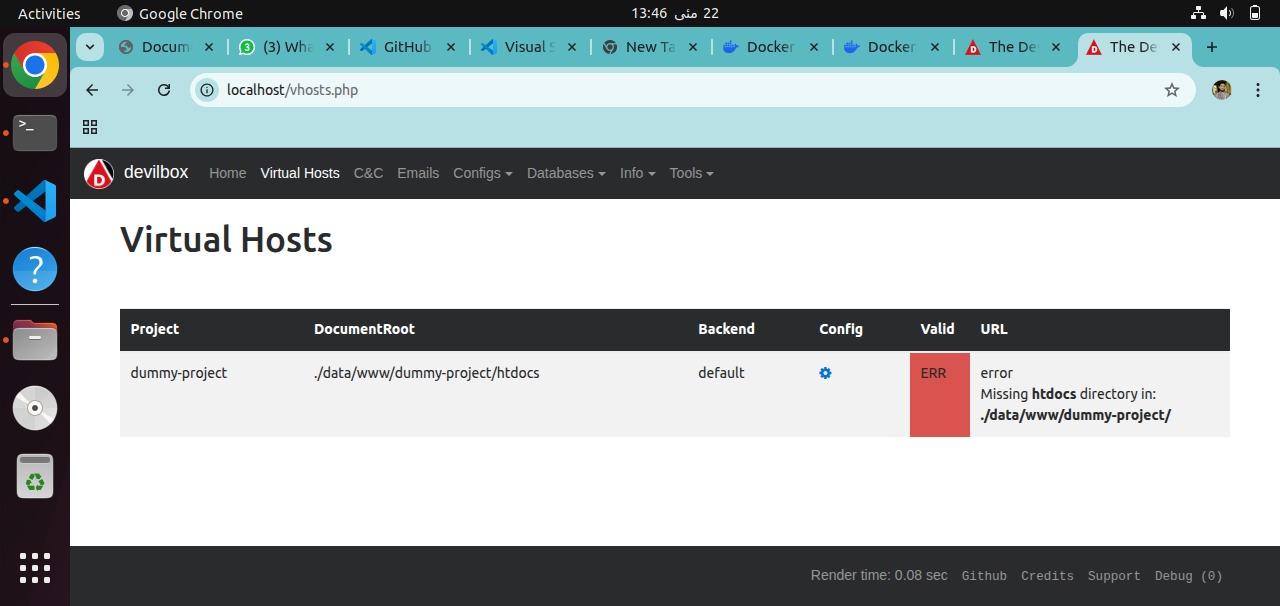 Activities Google Chrome 13:46 22 مئی
Docum (3) Wha GitHub Visual S New Ta Docker Docker The De The De
localhost/vhosts.php
devilbox Home Virtual Hosts C&C Emails Configs Databases Info Tools
Virtual Hosts
Project DocumentRoot Backend Config Valid URL
dummy-project ./data/www/dummy-project/htdocs default ERR error
Missing htdocs directory in:
./data/www/dummy-project/
Render time: 0.08 sec Github Credits Support Debug (0)